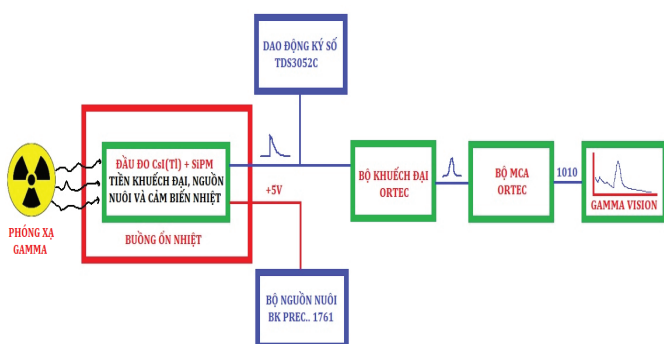 DAO ĐỘNG KÝ SỐ
TDS3052C
ĐẦU ĐO CsI(Tl) + SiPM
TIỀN KHUẾCH ĐẠI, NGUỒN
NUÔI VÀ CẢM BIẾN NHIỆT
+5V
BUỒNG ỔN NHIỆT
PHÓNG XẠ
GAMMA
BỘ KHUẾCH ĐẠI
ORTEC
BỘ MCA
ORTEC
1010
GAMMA VISION
BỘ NGUỒN NUÔI
BK PREC.. 1761